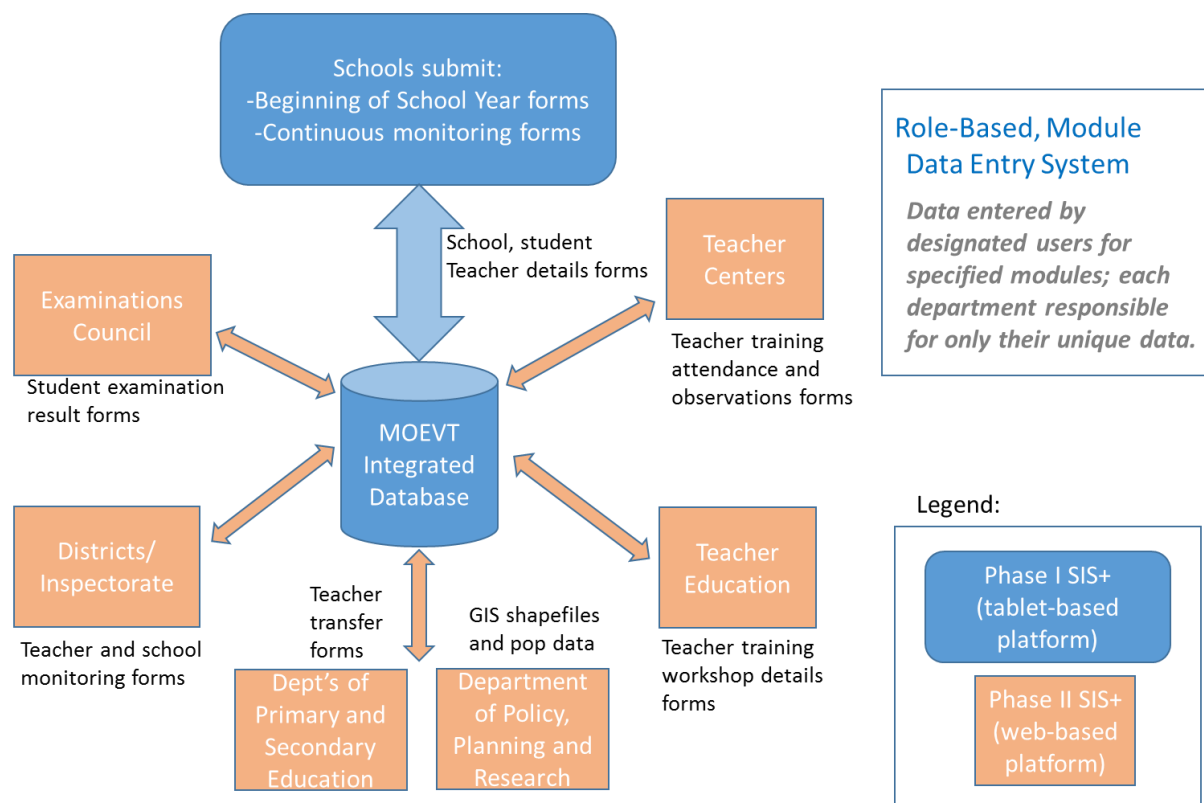 Schools submit:
-Beginning of School Year forms
-Continuous monitoring forms
Role-Based, Module
Data Entry System
Data entered by
designated users for
specified modules; each
department responsible
for only their unique data.
School, student
Teacher details forms
Teacher
Centers
Teacher training
attendance and
observations forms
Examinations
Council
Student examination
result forms
MOEVT
Integrated
Database
Districts/
Inspectorate
Teacher and school
monitoring forms
Teacher
transfer
forms
Dept’s of
Primary and
Secondary
Education
GIS shapefiles
and pop data
Department
of Policy,
Planning and
Research
Teacher
Education
Teacher training
workshop details
forms
Legend:
Phase I SIS+
(tablet-based
platform)
Phase II SIS+
(web-based
platform)